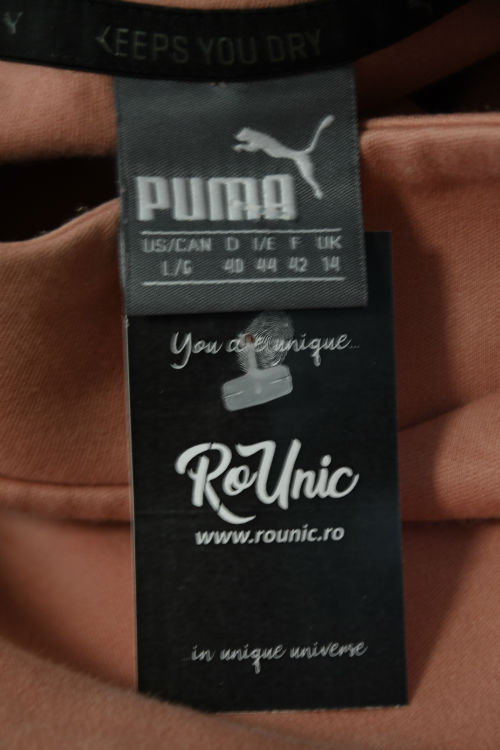 Y
KEEPS YOU DRY
PUMA
US/CAN D I/E F UK
L/G 40 44 42 14
You are unique...
RoUnic
www.rounic.ro
...in unique universe